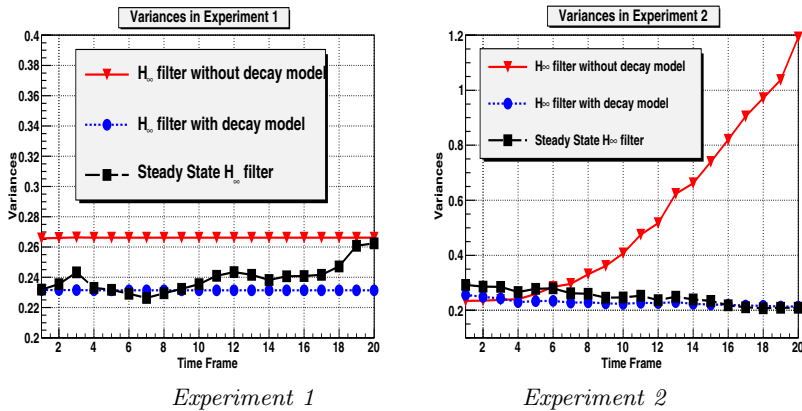 Variances in Experiment 1
0.4
0.38
0.36
0.34
0.32
0.3
0.28
0.26
0.24
0.22
0.2
Variances
H∞ filter without decay model
H∞ filter with decay model
Steady State H∞ filter
2 4 6 8 10 12 14 16 18 20
Time Frame
Experiment 1
Variances in Experiment 2
1.2
1
0.8
0.6
0.4
0.2
Variances
H∞ filter without decay model
H∞ filter with decay model
Steady State H∞ filter
2 4 6 8 10 12 14 16 18 20
Time Frame
Experiment 2